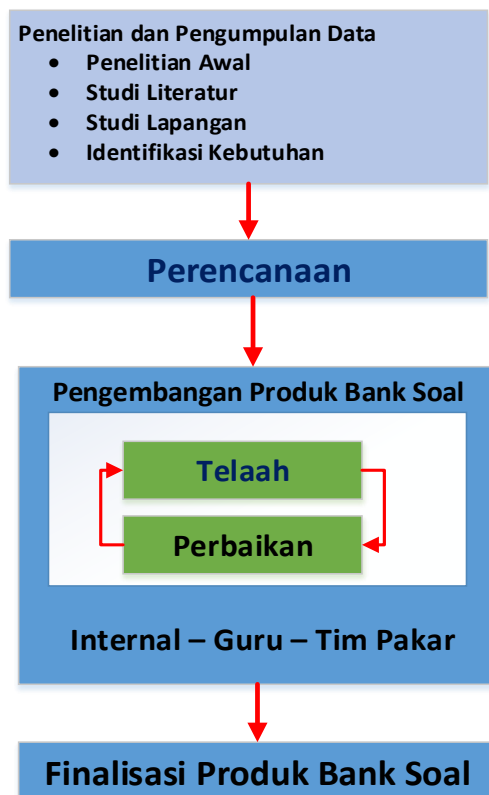 Penelitian dan Pengumpulan Data
• Penelitian Awal
• Studi Literatur
• Studi Lapangan
• Identifikasi Kebutuhan
Perencanaan
Pengembangan Produk Bank Soal
Telaah
Perbaikan
Internal – Guru – Tim Pakar
Finalisasi Produk Bank Soal